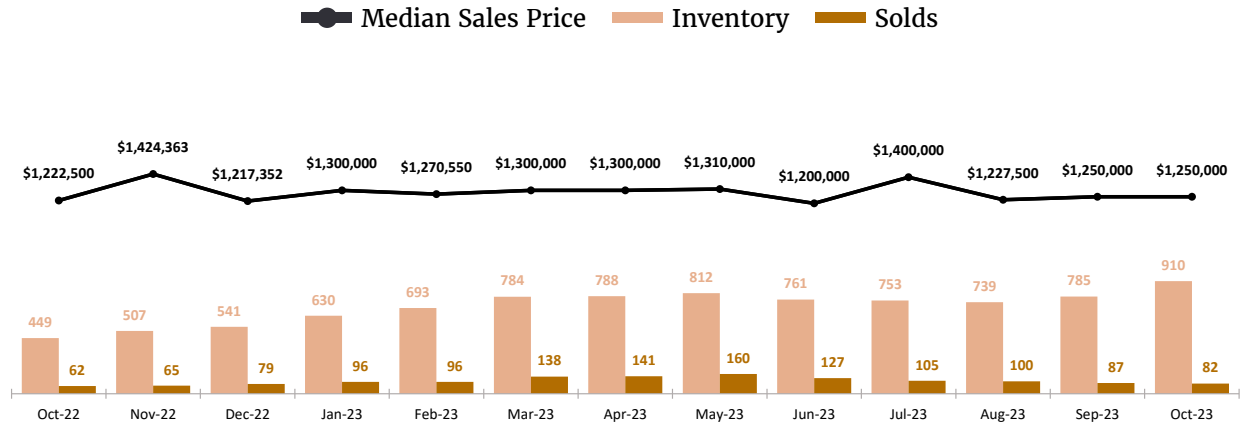 Median Sales Price Inventory Solds
$1,222,500 $1,424,363 $1,217,352 $1,300,000 $1,270,550 $1,300,000 $1,300,000 $1,310,000 $1,200,000 $1,400,000 $1,227,500 $1,250,000 $1,250,000
449 507 541 630 693 784 788 812 761 753 739 785 910
62 65 79 96 96 138 141 160 127 105 100 87 82
Oct-22 Nov-22 Dec-22 Jan-23 Feb-23 Mar-23 Apr-23 May-23 Jun-23 Jul-23 Aug-23 Sep-23 Oct-23